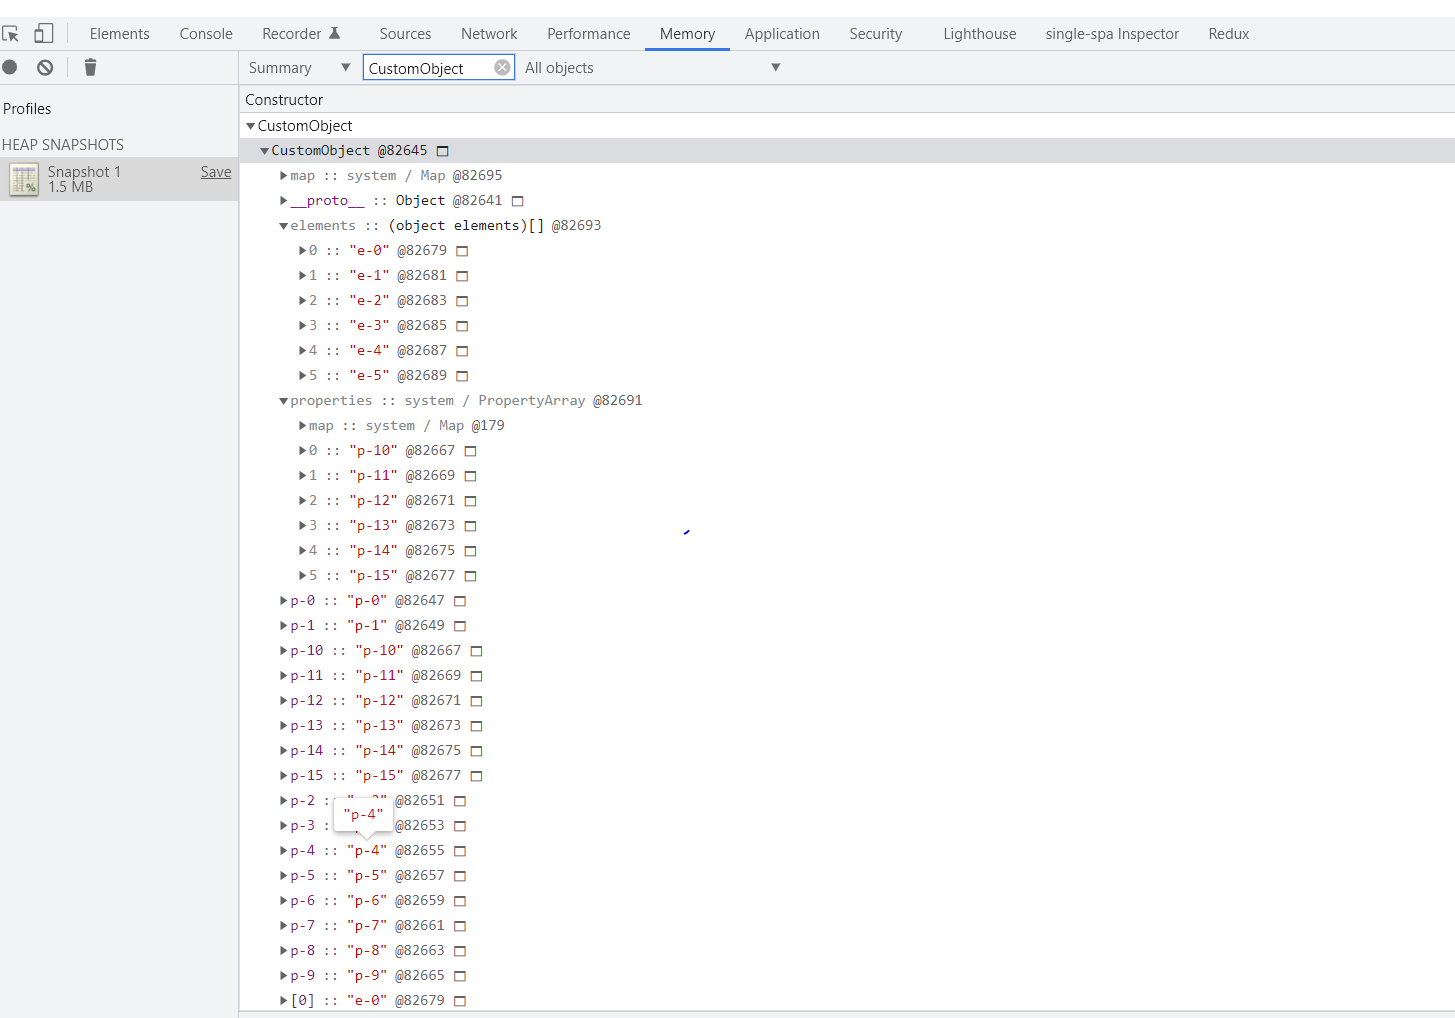 Elements Console Recorder Sources Network Performance Memory Application Security Lighthouse single-spa Inspector Redux
Summary ▼ CustomObject All objects ▼
Profiles
HEAP SNAPSHOTS
Snapshot 1
1.5 MB
Save
Constructor
▼CustomObject
▼CustomObject @82645
▶map :: system / Map @82695
▶__proto__ :: Object @82641
▼elements :: (object elements)[] @82693
▶0 :: "e-0" @82679
▶1 :: "e-1" @82681
▶2 :: "e-2" @82683
▶3 :: "e-3" @82685
▶4 :: "e-4" @82687
▶5 :: "e-5" @82689
▼properties :: system / PropertyArray @82691
▶map :: system / Map @179
▶0 :: "p-10" @82667
▶1 :: "p-11" @82669
▶2 :: "p-12" @82671
▶3 :: "p-13" @82673
▶4 :: "p-14" @82675
▶5 :: "p-15" @82677
▶p-0 :: "p-0" @82647
▶p-1 :: "p-1" @82649
▶p-10 :: "p-10" @82667
▶p-11 :: "p-11" @82669
▶p-12 :: "p-12" @82671
▶p-13 :: "p-13" @82673
▶p-14 :: "p-14" @82675
▶p-15 :: "p-15" @82677
▶p-2 : @82651
"p-4"
▶p-3 : @82653
▶p-4 :: "p-4" @82655
▶p-5 :: "p-5" @82657
▶p-6 :: "p-6" @82659
▶p-7 :: "p-7" @82661
▶p-8 :: "p-8" @82663
▶p-9 :: "p-9" @82665
▶[0] :: "e-0" @82679